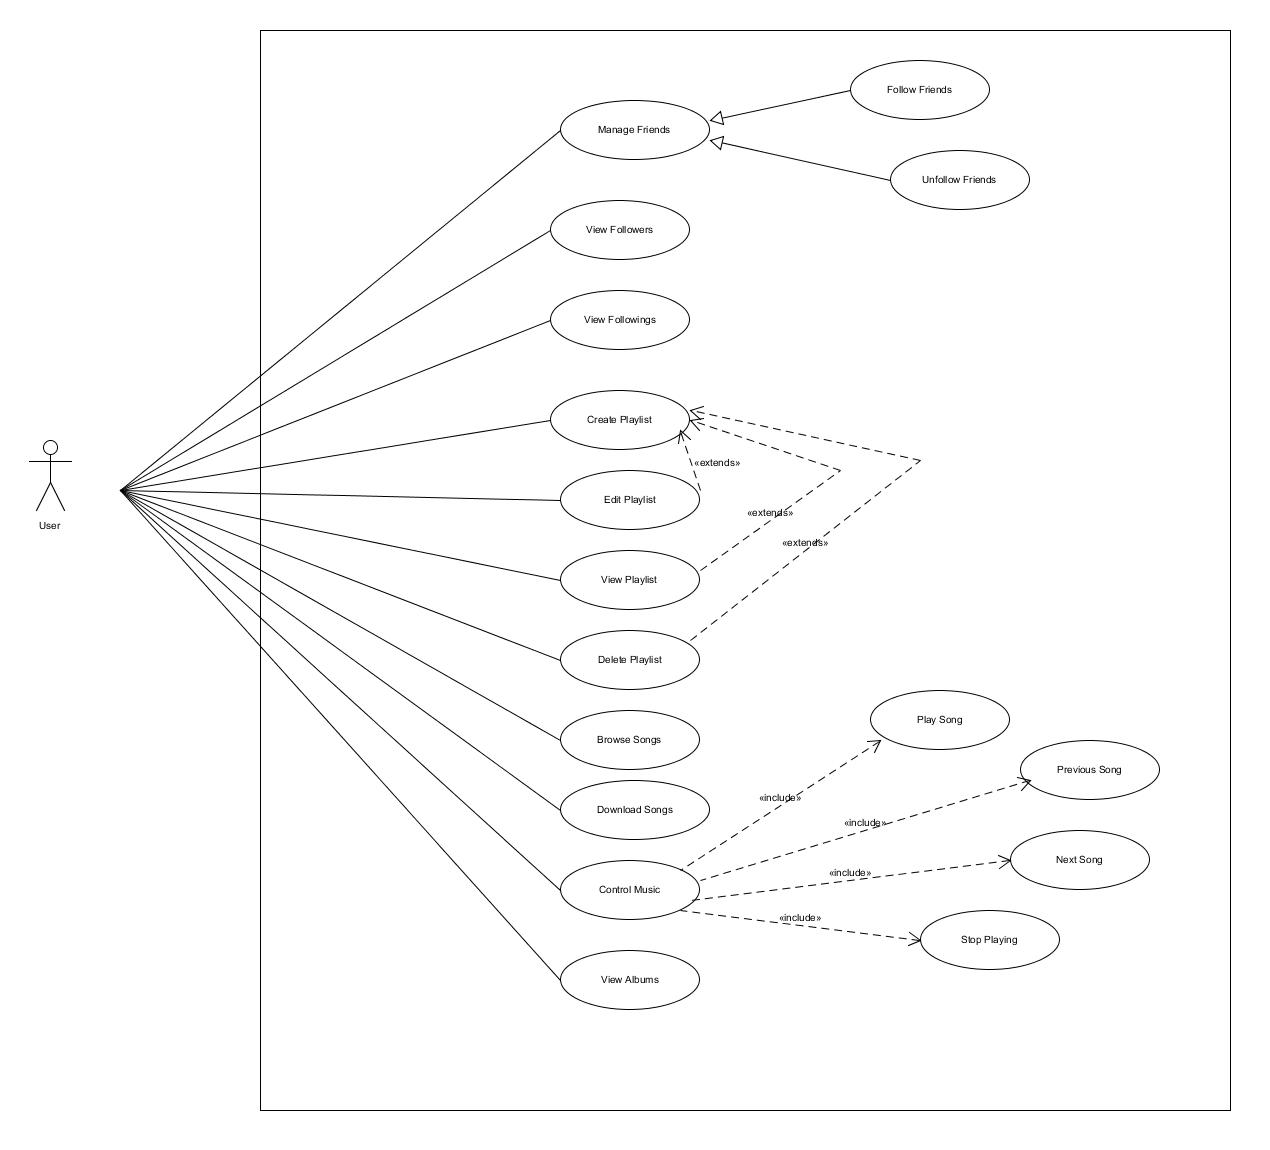 Follow Friends
Manage Friends
Unfollow Friends
View Followers
View Followings
Create Playlist
«extends»
Edit Playlist
«extends»
User
«extends»
View Playlist
Delete Playlist
Play Song
Browse Songs
Previous Song
«include»
Download Songs
«include»
Next Song
«include»
Control Music
«include»
Stop Playing
View Albums